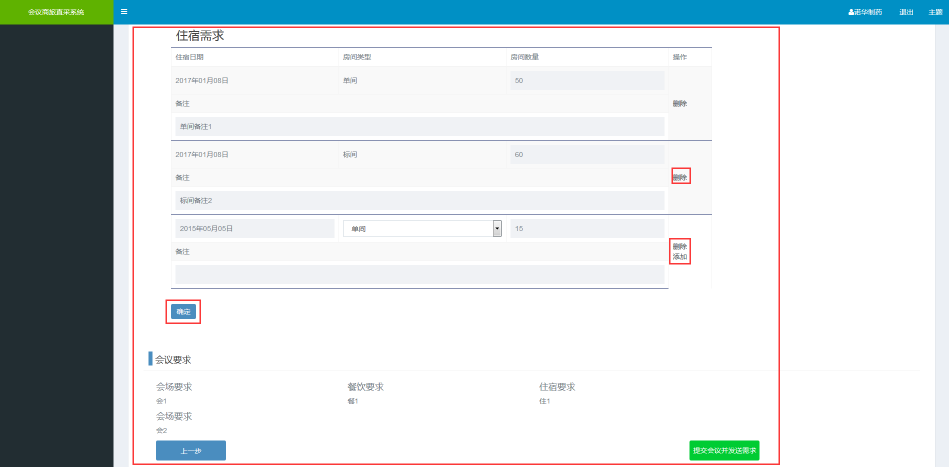 会议商旅直采系统
诺华制药 退出 主题
住宿需求
住宿日期 房间类型 房间数量 操作
2017年01月08日 单间 50
备注 删除
单间备注1
2017年01月08日 标间 60
备注 删除
标间备注2
2015年05月05日 单间 15
备注 删除
添加
确定
会议要求
会场要求 餐饮要求 住宿要求
会1 餐1 住1
会场要求
会2
上一步 提交会议并发送需求